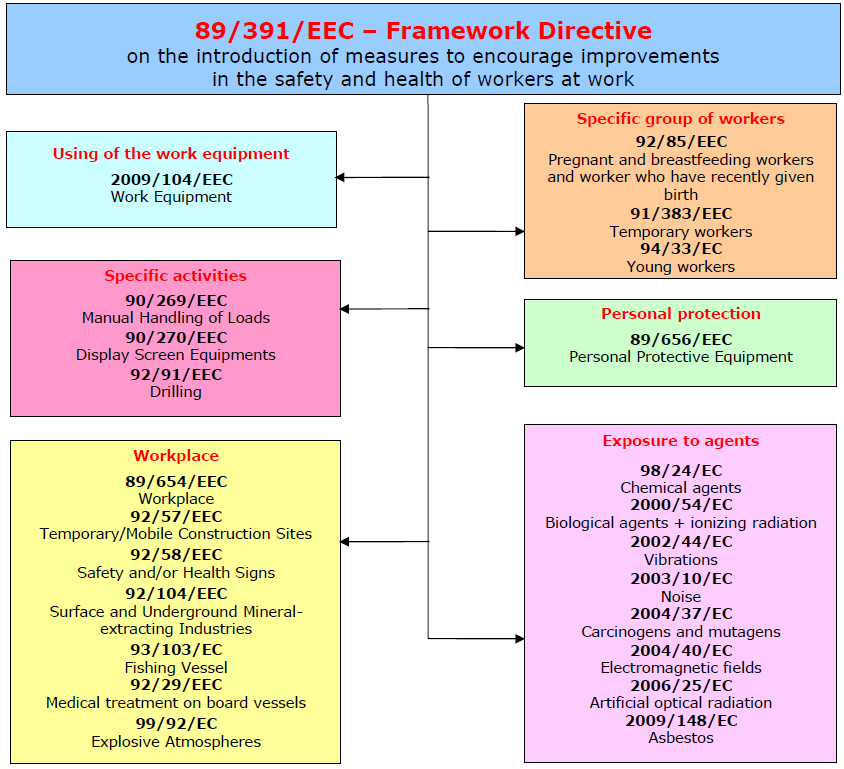 89/391/EEC – Framework Directive
on the introduction of measures to encourage improvements
in the safety and health of workers at work
Using of the work equipment
2009/104/EEC
Work Equipment
Specific group of workers
92/85/EEC
Pregnant and breastfeeding workers
and worker who have recently given
birth
91/383/EEC
Temporary workers
94/33/EC
Young workers
Specific activities
90/269/EEC
Manual Handling of Loads
90/270/EEC
Display Screen Equipments
92/91/EEC
Drilling
Personal protection
89/656/EEC
Personal Protective Equipment
Workplace
89/654/EEC
Workplace
92/57/EEC
Temporary/Mobile Construction Sites
92/58/EEC
Safety and/or Health Signs
92/104/EEC
Surface and Underground Mineral-
extracting Industries
93/103/EC
Fishing Vessel
92/29/EEC
Medical treatment on board vessels
99/92/EC
Explosive Atmospheres
Exposure to agents
98/24/EC
Chemical agents
2000/54/EC
Biological agents + ionizing radiation
2002/44/EC
Vibrations
2003/10/EC
Noise
2004/37/EC
Carcinogens and mutagens
2004/40/EC
Electromagnetic fields
2006/25/EC
Artificial optical radiation
2009/148/EC
Asbestos